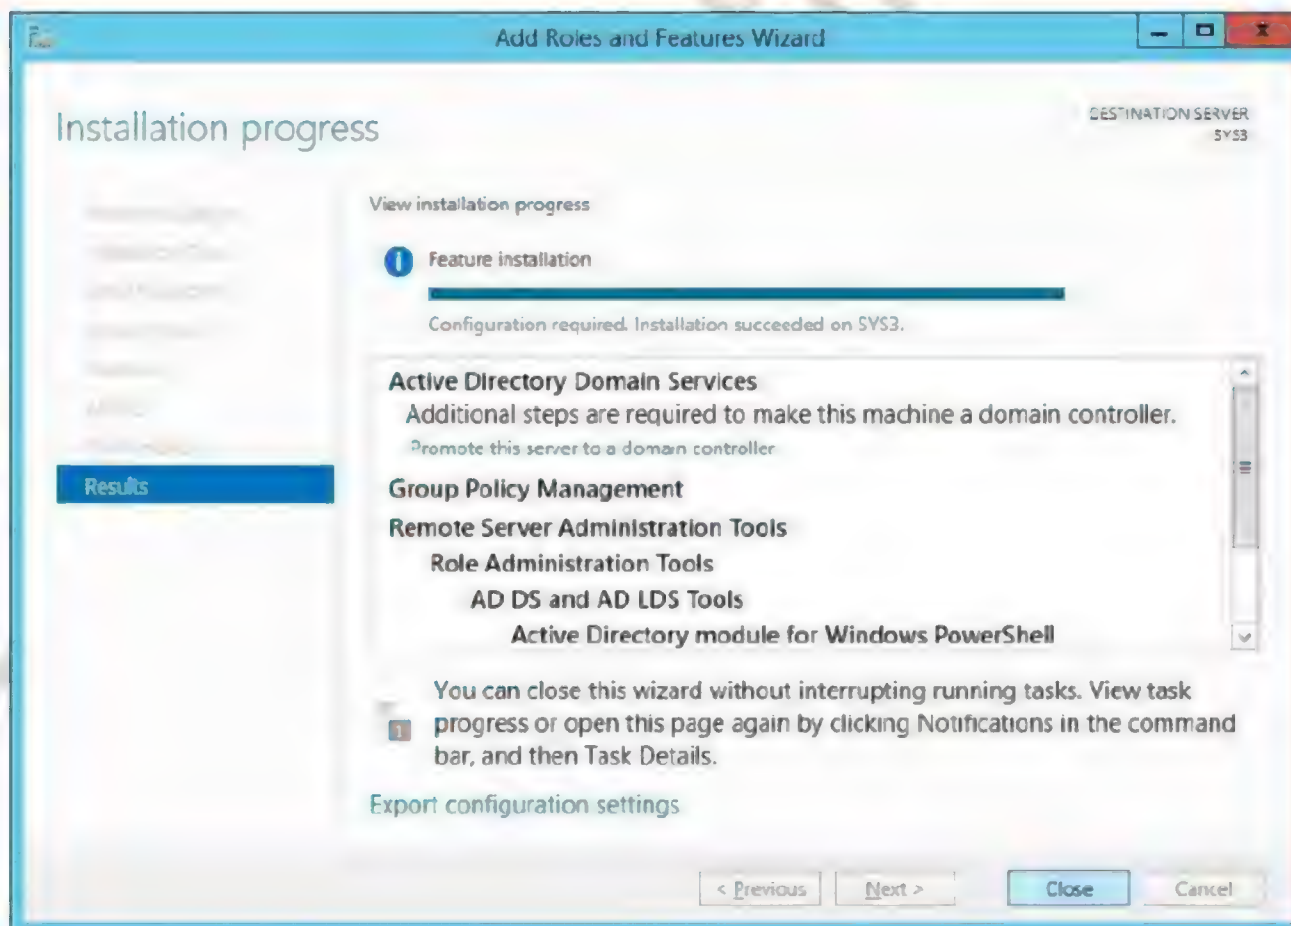 Add Roles and Features Wizard
Installation progress
DESTINATION SERVER
SYS3
View installation progress
Feature installation
Configuration required. Installation succeeded on SYS3.
Active Directory Domain Services
Additional steps are required to make this machine a domain controller.
Promote this server to a domain controller
Results
Group Policy Management
Remote Server Administration Tools
Role Administration Tools
AD DS and AD LDS Tools
Active Directory module for Windows PowerShell
You can close this wizard without interrupting running tasks. View task
progress or open this page again by clicking Notifications in the command
bar, and then Task Details.
Export configuration settings
< Previous
Next >
Close
Cancel